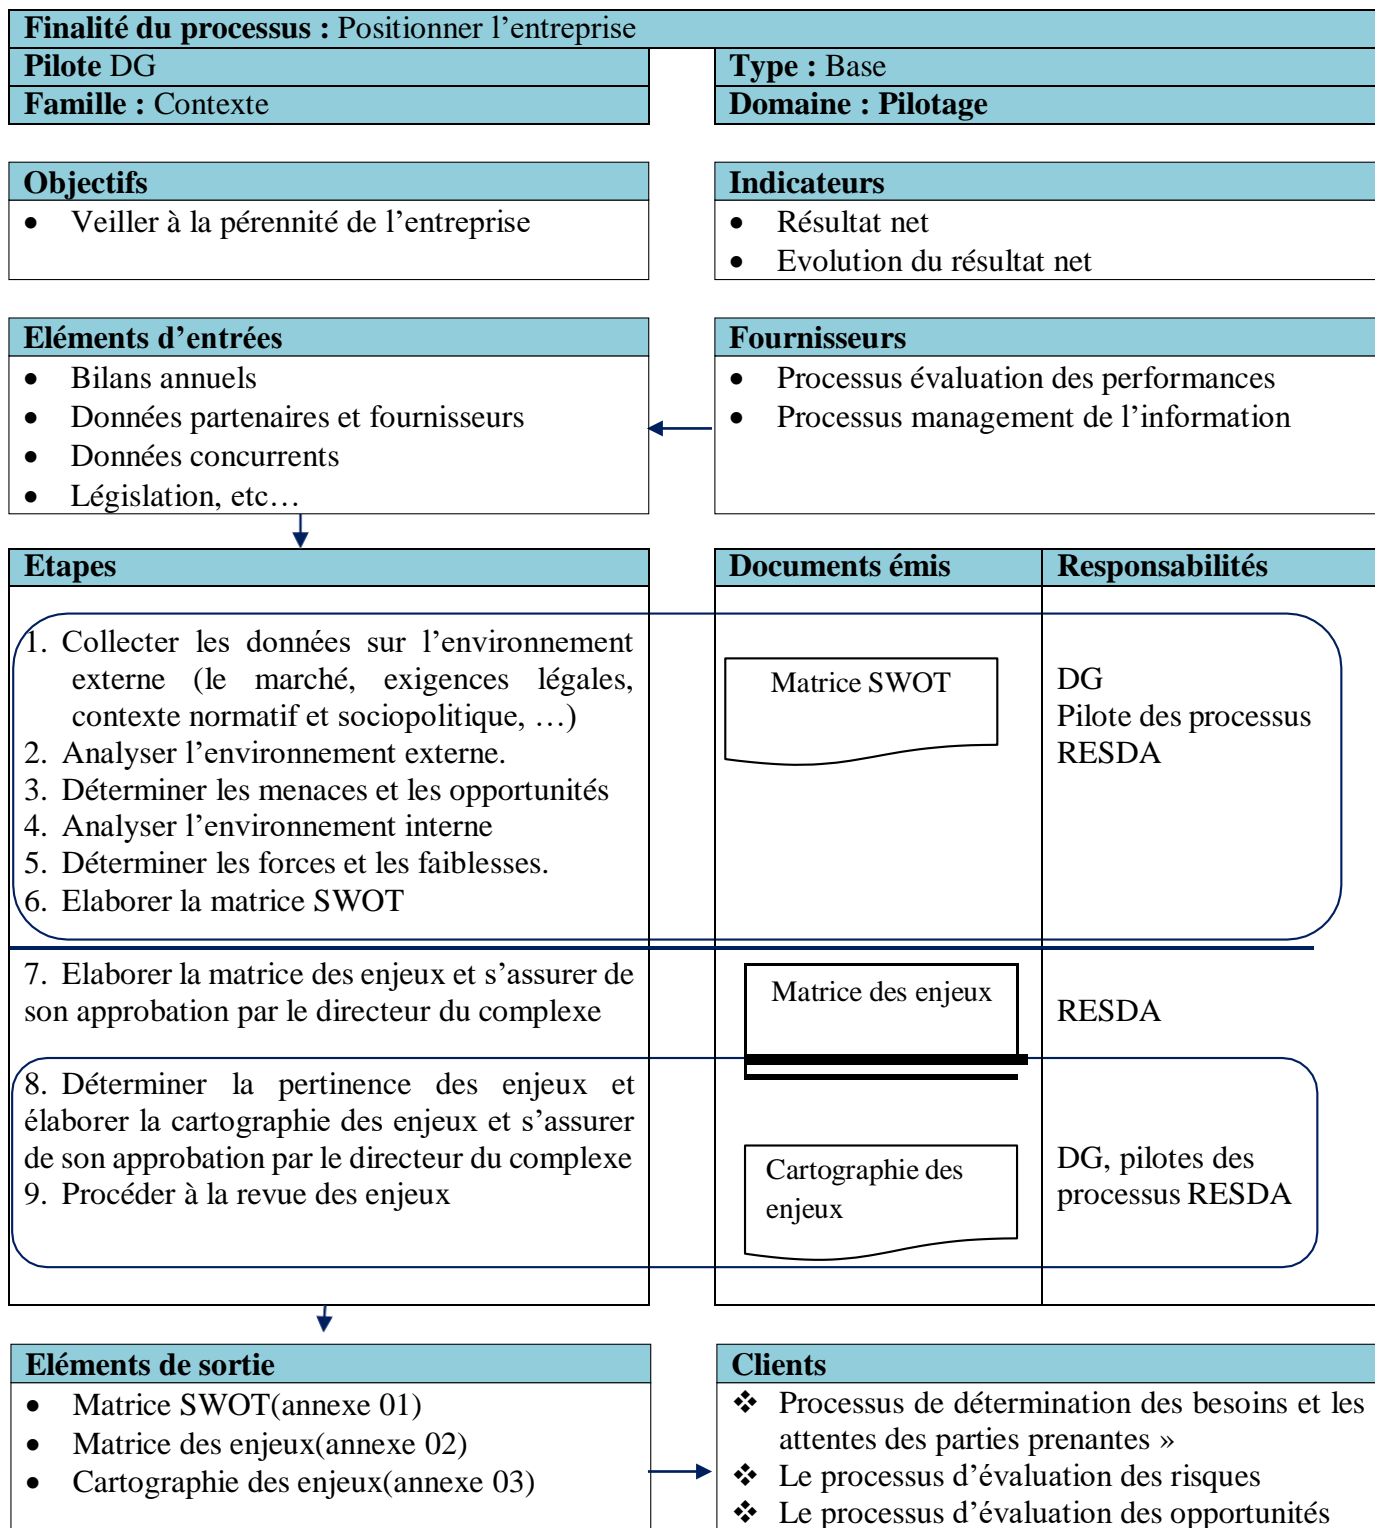 Finalité du processus : Positionner l’entreprise
Pilote DG
Type : Base
Famille : Contexte
Domaine : Pilotage
Objectifs
• Veiller à la pérennité de l’entreprise
Indicateurs
• Résultat net
• Evolution du résultat net
Eléments d’entrées
• Bilans annuels
• Données partenaires et fournisseurs
• Données concurrents
• Législation, etc…
Fournisseurs
• Processus évaluation des performances
• Processus management de l’information
Etapes
Documents émis
Responsabilités
1. Collecter les données sur l’environnement
externe (le marché, exigences légales,
contexte normatif et sociopolitique, …)
2. Analyser l’environnement externe.
3. Déterminer les menaces et les opportunités
4. Analyser l’environnement interne
5. Déterminer les forces et les faiblesses.
6. Elaborer la matrice SWOT
Matrice SWOT
DG
Pilote des processus
RESDA
7. Elaborer la matrice des enjeux et s’assurer de
son approbation par le directeur du complexe
Matrice des enjeux
RESDA
8. Déterminer la pertinence des enjeux et
élaborer la cartographie des enjeux et s’assurer
de son approbation par le directeur du complexe
9. Procéder à la revue des enjeux
Cartographie des
enjeux
DG, pilotes des
processus RESDA
Eléments de sortie
• Matrice SWOT(annexe 01)
• Matrice des enjeux(annexe 02)
• Cartographie des enjeux(annexe 03)
Clients
❖ Processus de détermination des besoins et les
attentes des parties prenantes »
❖ Le processus d’évaluation des risques
❖ Le processus d’évaluation des opportunités